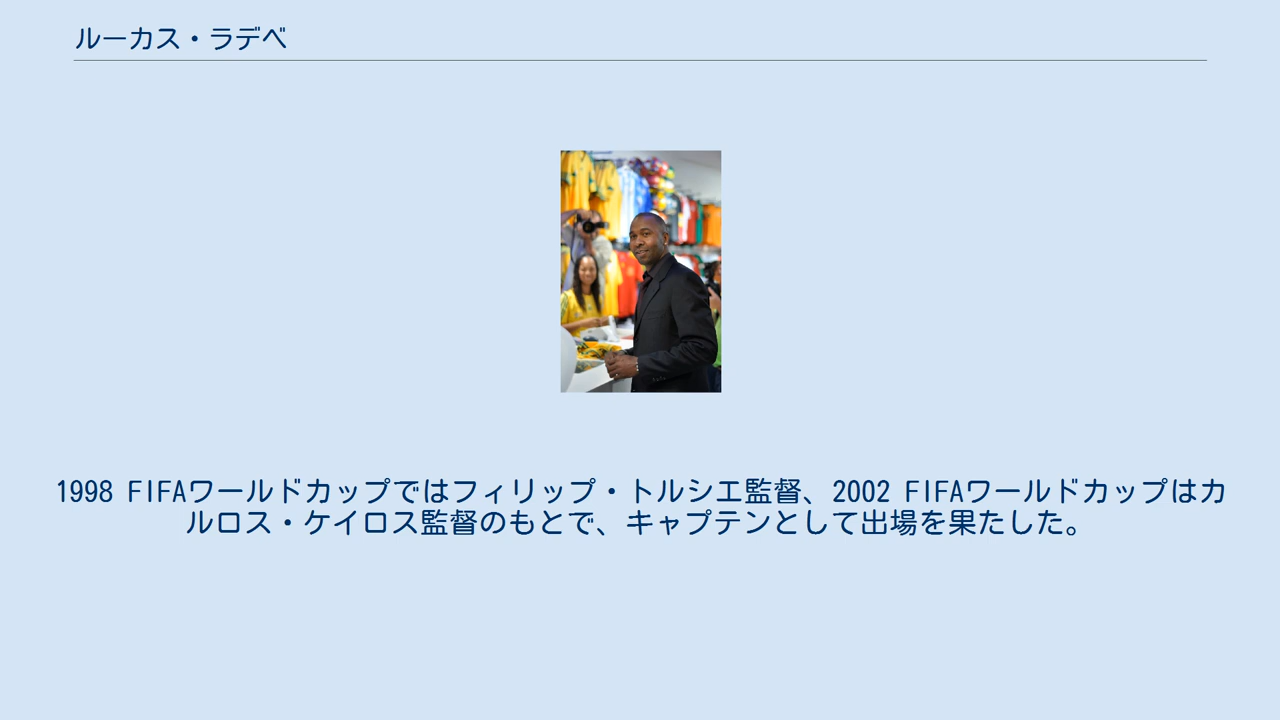 ルーカス・ラデベ
1998 FIFAワールドカップではフィリップ・トルシエ監督、2002 FIFAワールドカップはカ
ルロス・ケイロス監督のもとで、キャプテンとして出場を果たした。